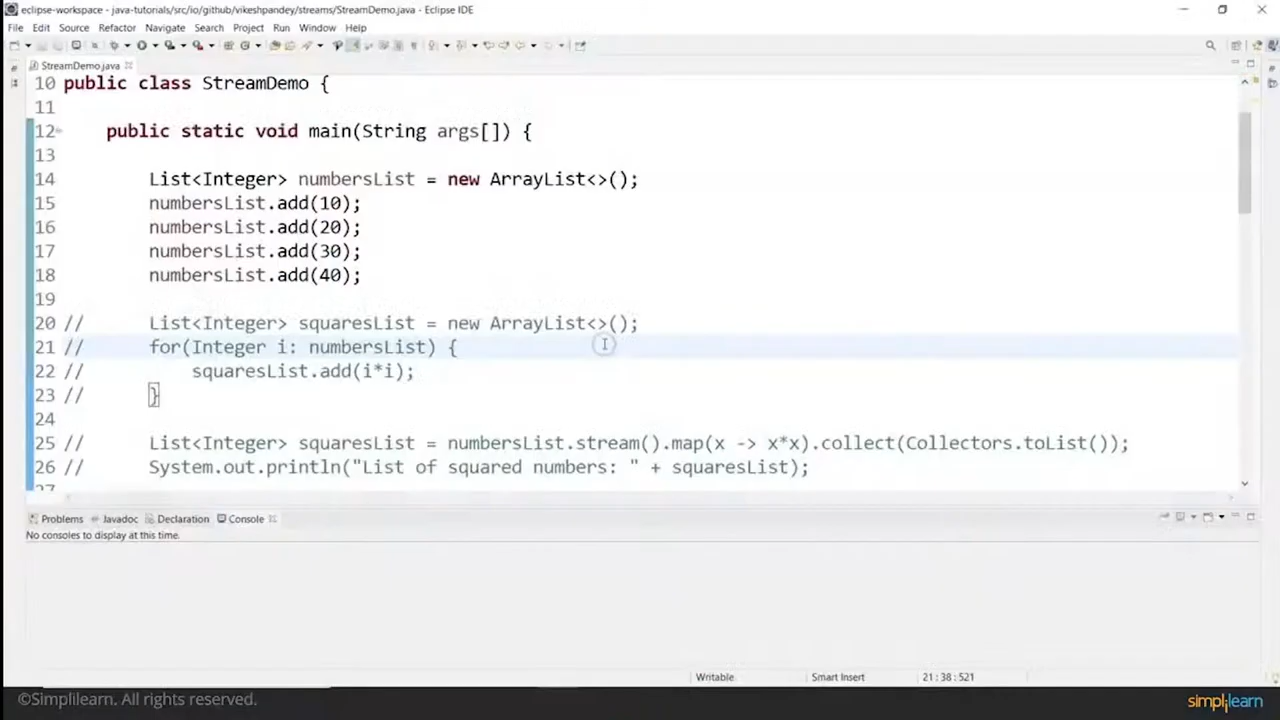 eclipse-workspace - java-tutorials/src/io/github/vikeshpandey/streams/StreamDemo.java - Eclipse IDE
File Edit Source Refactor Navigate Search Project Run Window Help
StreamDemo.java
10 public class StreamDemo {
11
12 public static void main(String args[]) {
13
14 List<Integer> numbersList = new ArrayList<>();
15 numbersList.add(10);
16 numbersList.add(20);
17 numbersList.add(30);
18 numbersList.add(40);
19
20 // List<Integer> squaresList = new ArrayList<>();
21 // for(Integer i: numbersList) {
22 // squaresList.add(i*i);
23 // }
24
25 // List<Integer> squaresList = numbersList.stream().map(x -> x*x).collect(Collectors.toList());
26 // System.out.println("List of squared numbers: " + squaresList);
Problems Javadoc Declaration Console
No consoles to display at this time.
Writable Smart Insert 21 : 38 : 521
©Simplilearn. All rights reserved.
simplilearn